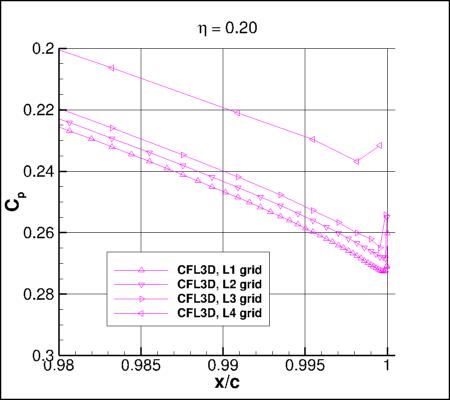 η = 0.20
0.2
0.22
0.24
0.26
0.28
0.3
Cp
CFL3D, L1 grid
CFL3D, L2 grid
CFL3D, L3 grid
CFL3D, L4 grid
0.98 0.985 0.99 0.995 1
x/c